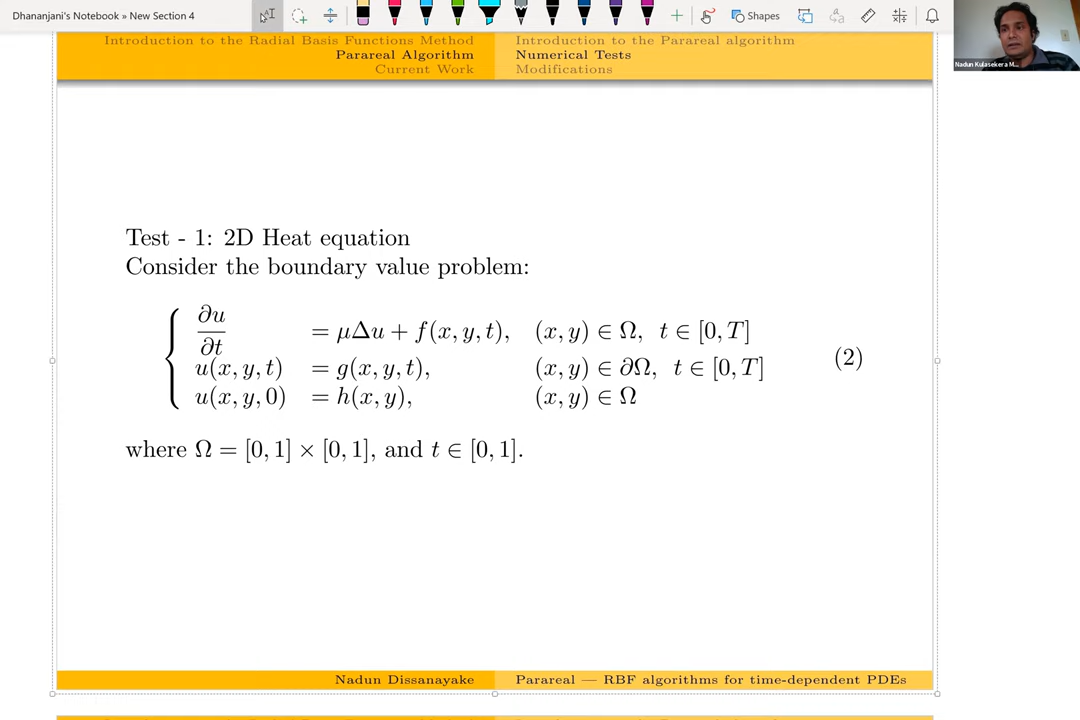 Dhananjani's Notebook » New Section 4
Shapes
Nadun Kulasekera M...
Introduction to the Radial Basis Functions Method
Parareal Algorithm
Current Work
Introduction to the Parareal algorithm
Numerical Tests
Modifications
Test - 1: 2D Heat equation
Consider the boundary value problem:
∂u/∂t = μΔu + f(x, y, t), (x, y) ∈ Ω, t ∈ [0, T]
u(x, y, t) = g(x, y, t), (x, y) ∈ ∂Ω, t ∈ [0, T]
u(x, y, 0) = h(x, y), (x, y) ∈ Ω
(2)
where Ω = [0, 1] × [0, 1], and t ∈ [0, 1].
Nadun Dissanayake
Parareal — RBF algorithms for time-dependent PDEs